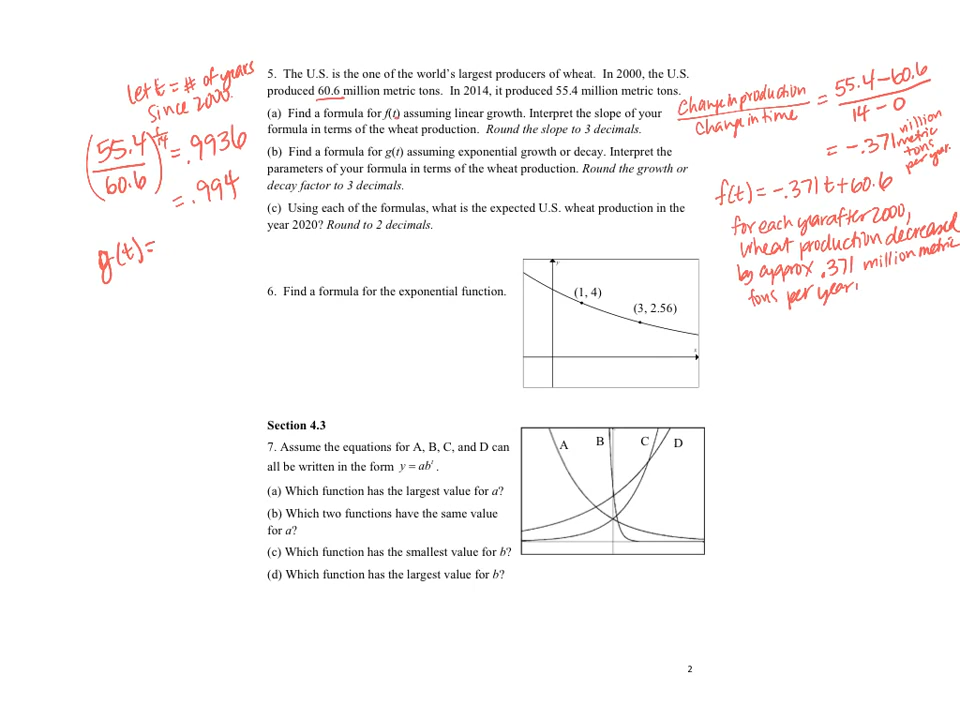 let t = # of years
since 2000.
(55.4/60.6)^1/14 = .9936
= .994
g(t) =
5. The U.S. is the one of the world's largest producers of wheat. In 2000, the U.S.
produced 60.6 million metric tons. In 2014, it produced 55.4 million metric tons.
(a) Find a formula for f(t) assuming linear growth. Interpret the slope of your
formula in terms of the wheat production. Round the slope to 3 decimals.
(b) Find a formula for g(t) assuming exponential growth or decay. Interpret the
parameters of your formula in terms of the wheat production. Round the growth or
decay factor to 3 decimals.
(c) Using each of the formulas, what is the expected U.S. wheat production in the
year 2020? Round to 2 decimals.
Change in production / Change in time = 55.4-60.6 / 14-0
= -.371 million
metric
tons
per year.
f(t) = -.371t+60.6
for each year after 2000,
wheat production decreased
by approx .371 million metric
tons per year.
6. Find a formula for the exponential function.
y
(1, 4)
(3, 2.56)
x
Section 4.3
7. Assume the equations for A, B, C, and D can
all be written in the form y = ab^t.
(a) Which function has the largest value for a?
(b) Which two functions have the same value
for a?
(c) Which function has the smallest value for b?
(d) Which function has the largest value for b?
A B C D
2